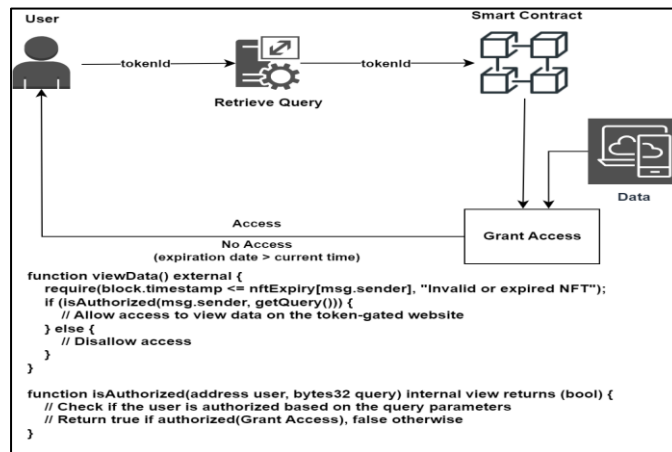 User
Smart Contract
tokenId
tokenId
Retrieve Query
Data
Access
Grant Access
No Access
(expiration date > current time)
function viewData() external {
require(block.timestamp <= nftExpiry[msg.sender], "Invalid or expired NFT");
if (isAuthorized(msg.sender, getQuery())) {
// Allow access to view data on the token-gated website
} else {
// Disallow access
}
}
function isAuthorized(address user, bytes32 query) internal view returns (bool) {
// Check if the user is authorized based on the query parameters
// Return true if authorized(Grant Access), false otherwise
}